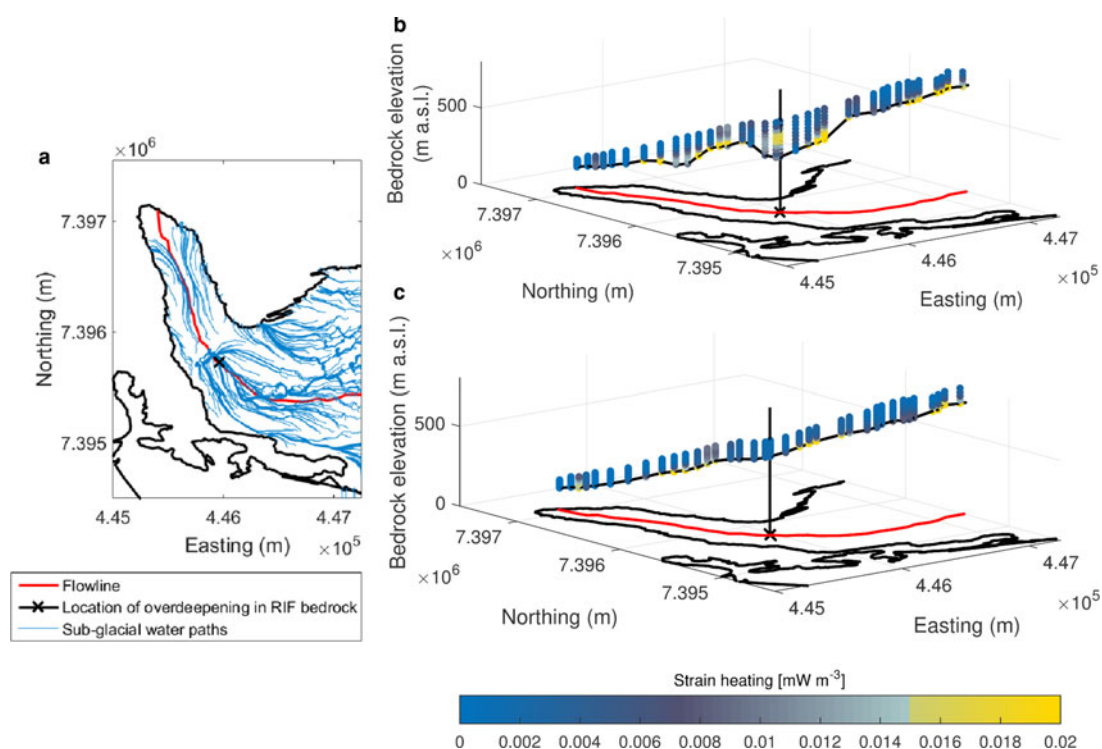 a
× 10⁶
7.397
7.396
7.395
Northing (m)
4.45
4.46
4.47
Easting (m)
× 10⁵
Flowline
Location of overdeepening in RIF bedrock
Sub-glacial water paths
b
Bedrock elevation
(m a.s.l.)
500
0
7.397
7.396
7.395
× 10⁶
Northing (m)
4.45
4.46
4.47
× 10⁵
Easting (m)
c
Bedrock elevation (m a.s.l.)
500
0
7.397
7.396
7.395
× 10⁶
Northing (m)
4.45
4.46
4.47
× 10⁵
Easting (m)
Strain heating [mW m⁻³]
0 0.002 0.004 0.006 0.008 0.01 0.012 0.014 0.016 0.018 0.02